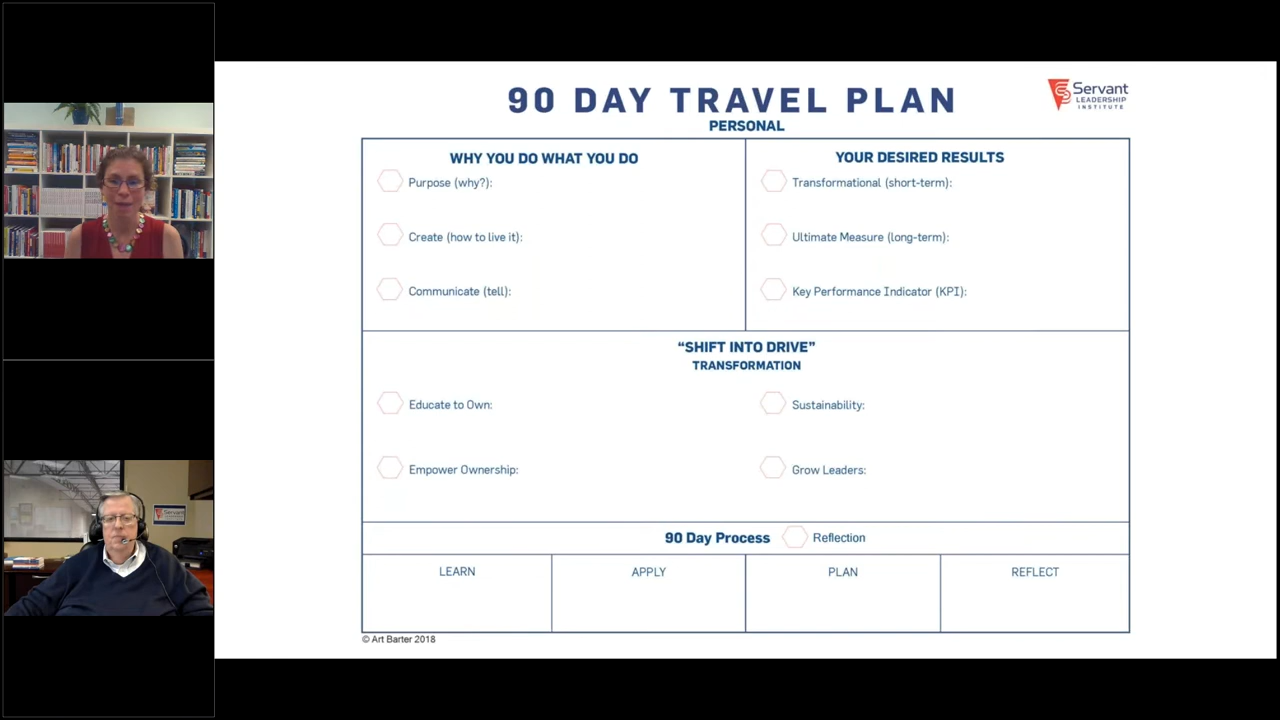 90 DAY TRAVEL PLAN
PERSONAL
Servant
LEADERSHIP
INSTITUTE
WHY YOU DO WHAT YOU DO
Purpose (why?):
Create (how to live it):
Communicate (tell):
YOUR DESIRED RESULTS
Transformational (short-term):
Ultimate Measure (long-term):
Key Performance Indicator (KPI):
“SHIFT INTO DRIVE”
TRANSFORMATION
Educate to Own:
Sustainability:
Empower Ownership:
Grow Leaders:
90 Day Process
Reflection
LEARN
APPLY
PLAN
REFLECT
© Art Barter 2018
Servant